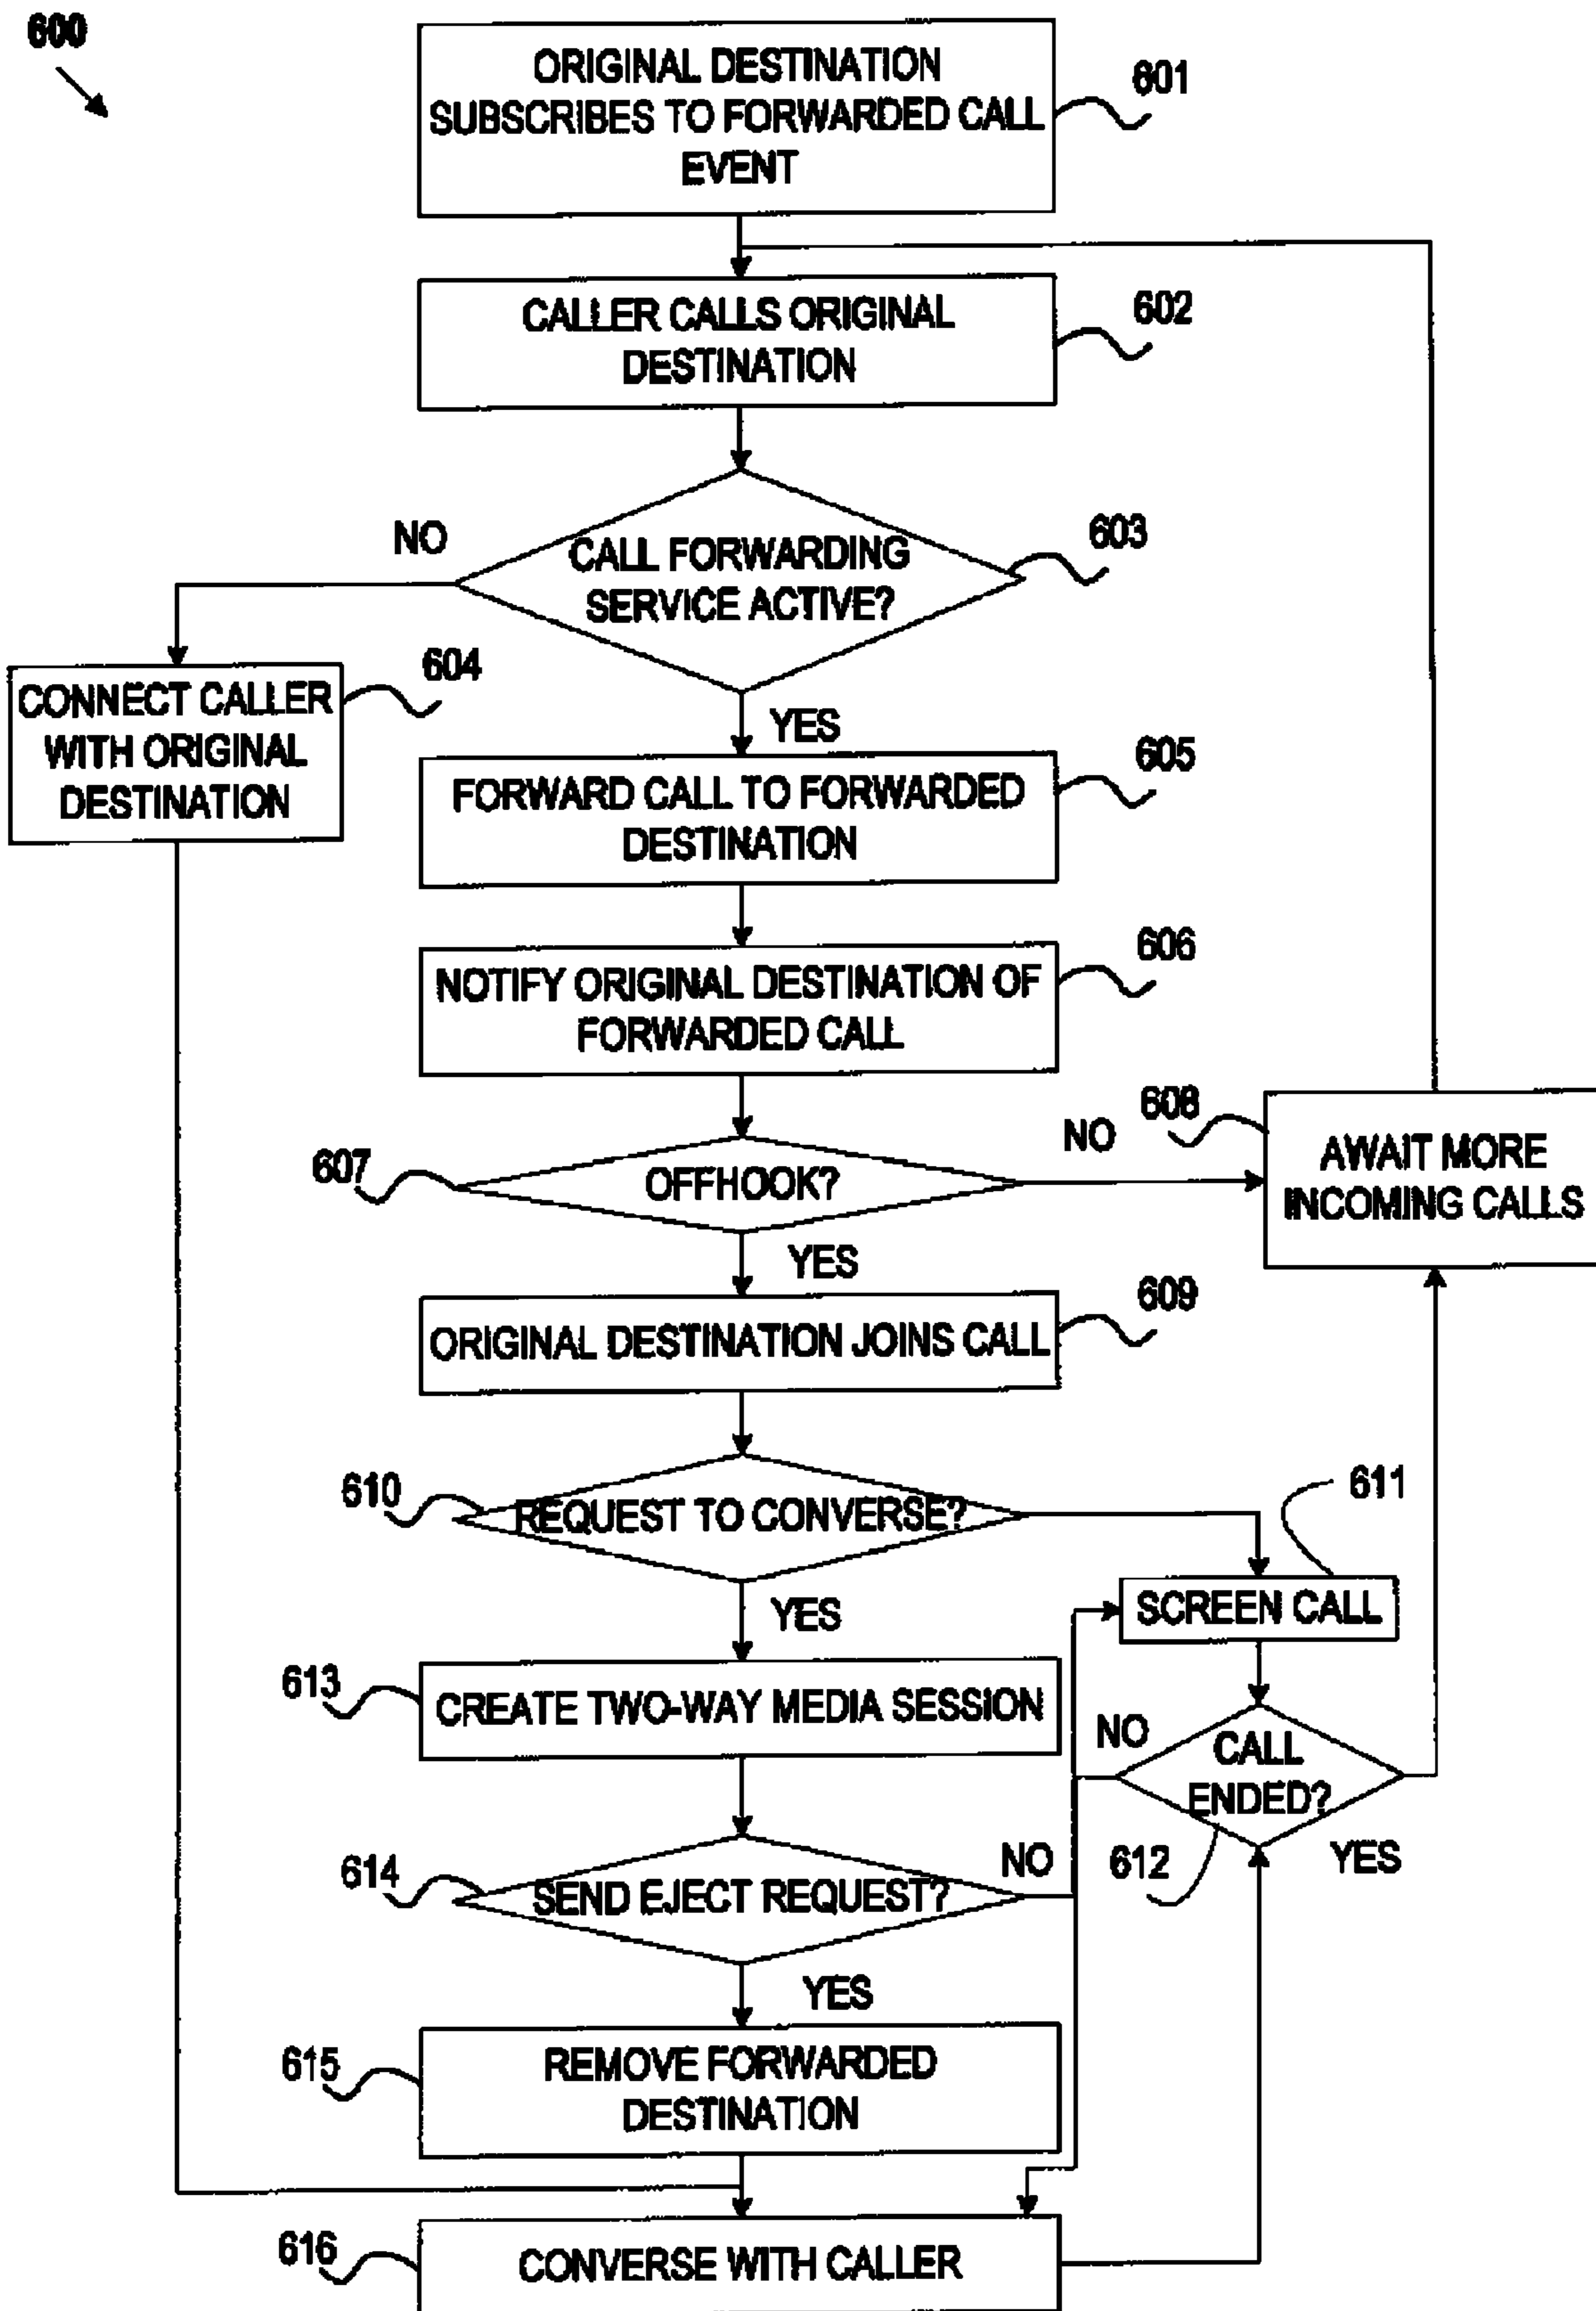 600
ORIGINAL DESTINATION
SUBSCRIBES TO FORWARDED CALL
EVENT
601
CALLER CALLS ORIGINAL
DESTINATION
602
NO
CALL FORWARDING
SERVICE ACTIVE?
603
CONNECT CALLER
WITH ORIGINAL
DESTINATION
604
YES
FORWARD CALL TO FORWARDED
DESTINATION
605
NOTIFY ORIGINAL DESTINATION OF
FORWARDED CALL
606
607
OFFHOOK?
NO
608
AWAIT MORE
INCOMING CALLS
YES
ORIGINAL DESTINATION JOINS CALL
609
610
REQUEST TO CONVERSE?
611
YES
SCREEN CALL
613
CREATE TWO-WAY MEDIA SESSION
NO
CALL
ENDED?
612
YES
614
SEND EJECT REQUEST?
NO
YES
615
REMOVE FORWARDED
DESTINATION
616
CONVERSE WITH CALLER